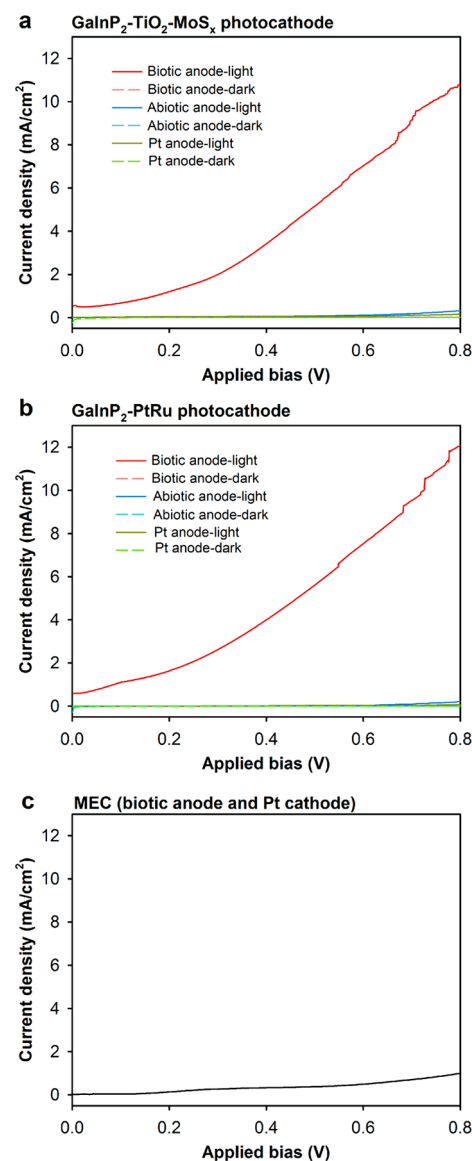 a GaInP₂-TiO₂-MoSₓ photocathode
12
10
8
6
4
2
0
Current density (mA/cm²)
Biotic anode-light
Biotic anode-dark
Abiotic anode-light
Abiotic anode-dark
Pt anode-light
Pt anode-dark
0.0 0.2 0.4 0.6 0.8
Applied bias (V)
b GaInP₂-PtRu photocathode
12
10
8
6
4
2
0
Current density (mA/cm²)
Biotic anode-light
Biotic anode-dark
Abiotic anode-light
Abiotic anode-dark
Pt anode-light
Pt anode-dark
0.0 0.2 0.4 0.6 0.8
Applied bias (V)
c MEC (biotic anode and Pt cathode)
12
10
8
6
4
2
0
Current density (mA/cm²)
0.0 0.2 0.4 0.6 0.8
Applied bias (V)